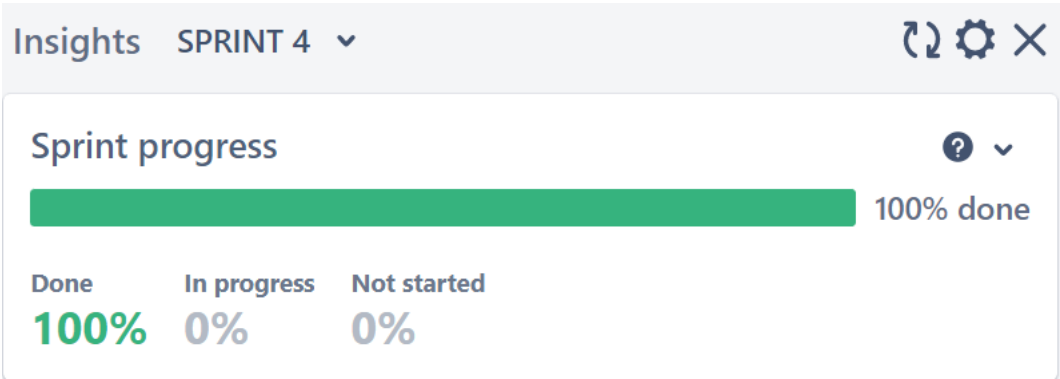 Insights SPRINT 4
Sprint progress
100% done
Done In progress Not started
100% 0% 0%